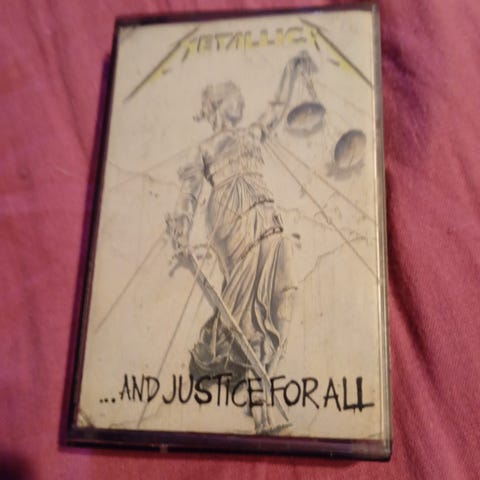 METALLICA
...AND JUSTICE FOR ALL